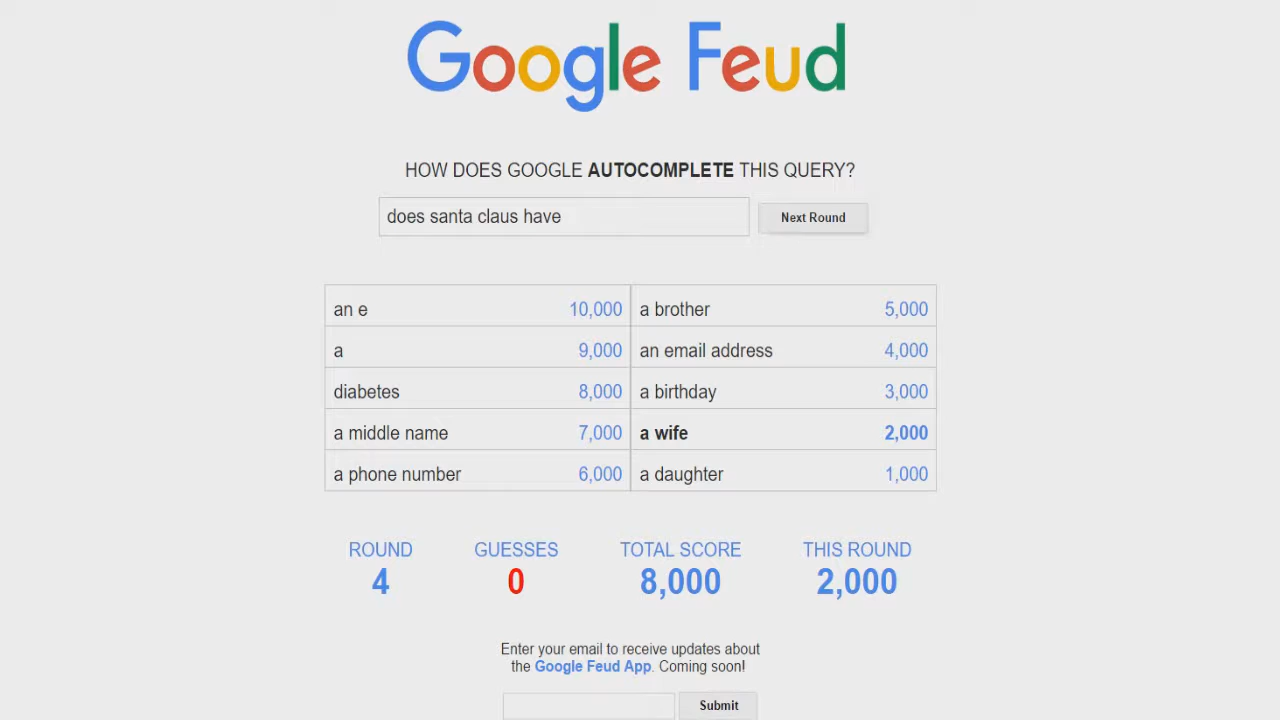 Google Feud
HOW DOES GOOGLE AUTOCOMPLETE THIS QUERY?
does santa claus have
Next Round
an e 10,000 a brother 5,000
a 9,000 an email address 4,000
diabetes 8,000 a birthday 3,000
a middle name 7,000 a wife 2,000
a phone number 6,000 a daughter 1,000
ROUND GUESSES TOTAL SCORE THIS ROUND
4 0 8,000 2,000
Enter your email to receive updates about
the Google Feud App. Coming soon!
Submit